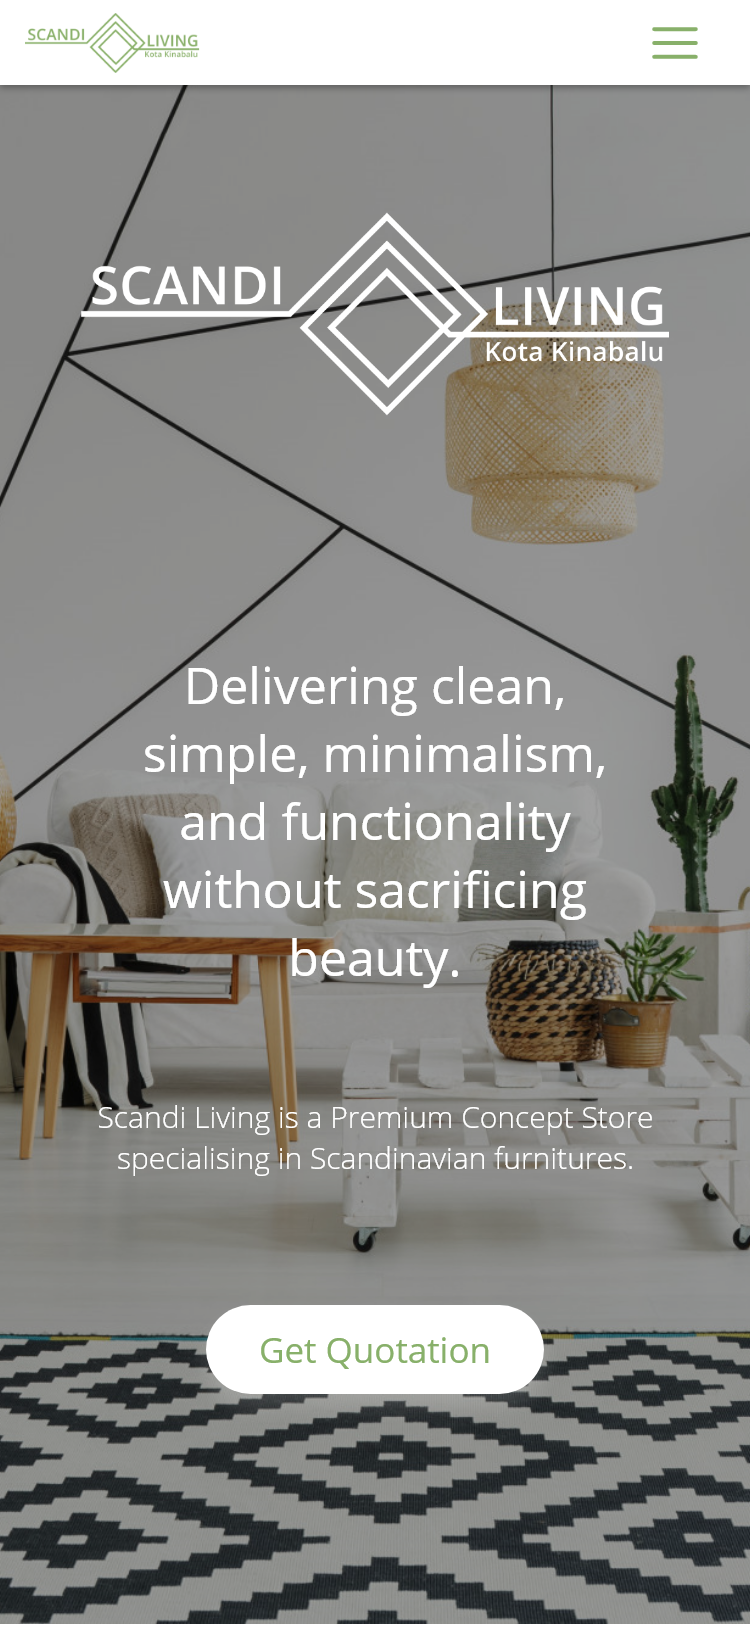 SCANDI
LIVING
Kota Kinabalu
SCANDI
LIVING
Kota Kinabalu
Delivering clean,
simple, minimalism,
and functionality
without sacrificing
beauty.
Scandi Living is a Premium Concept Store
specialising in Scandinavian furnitures.
Get Quotation